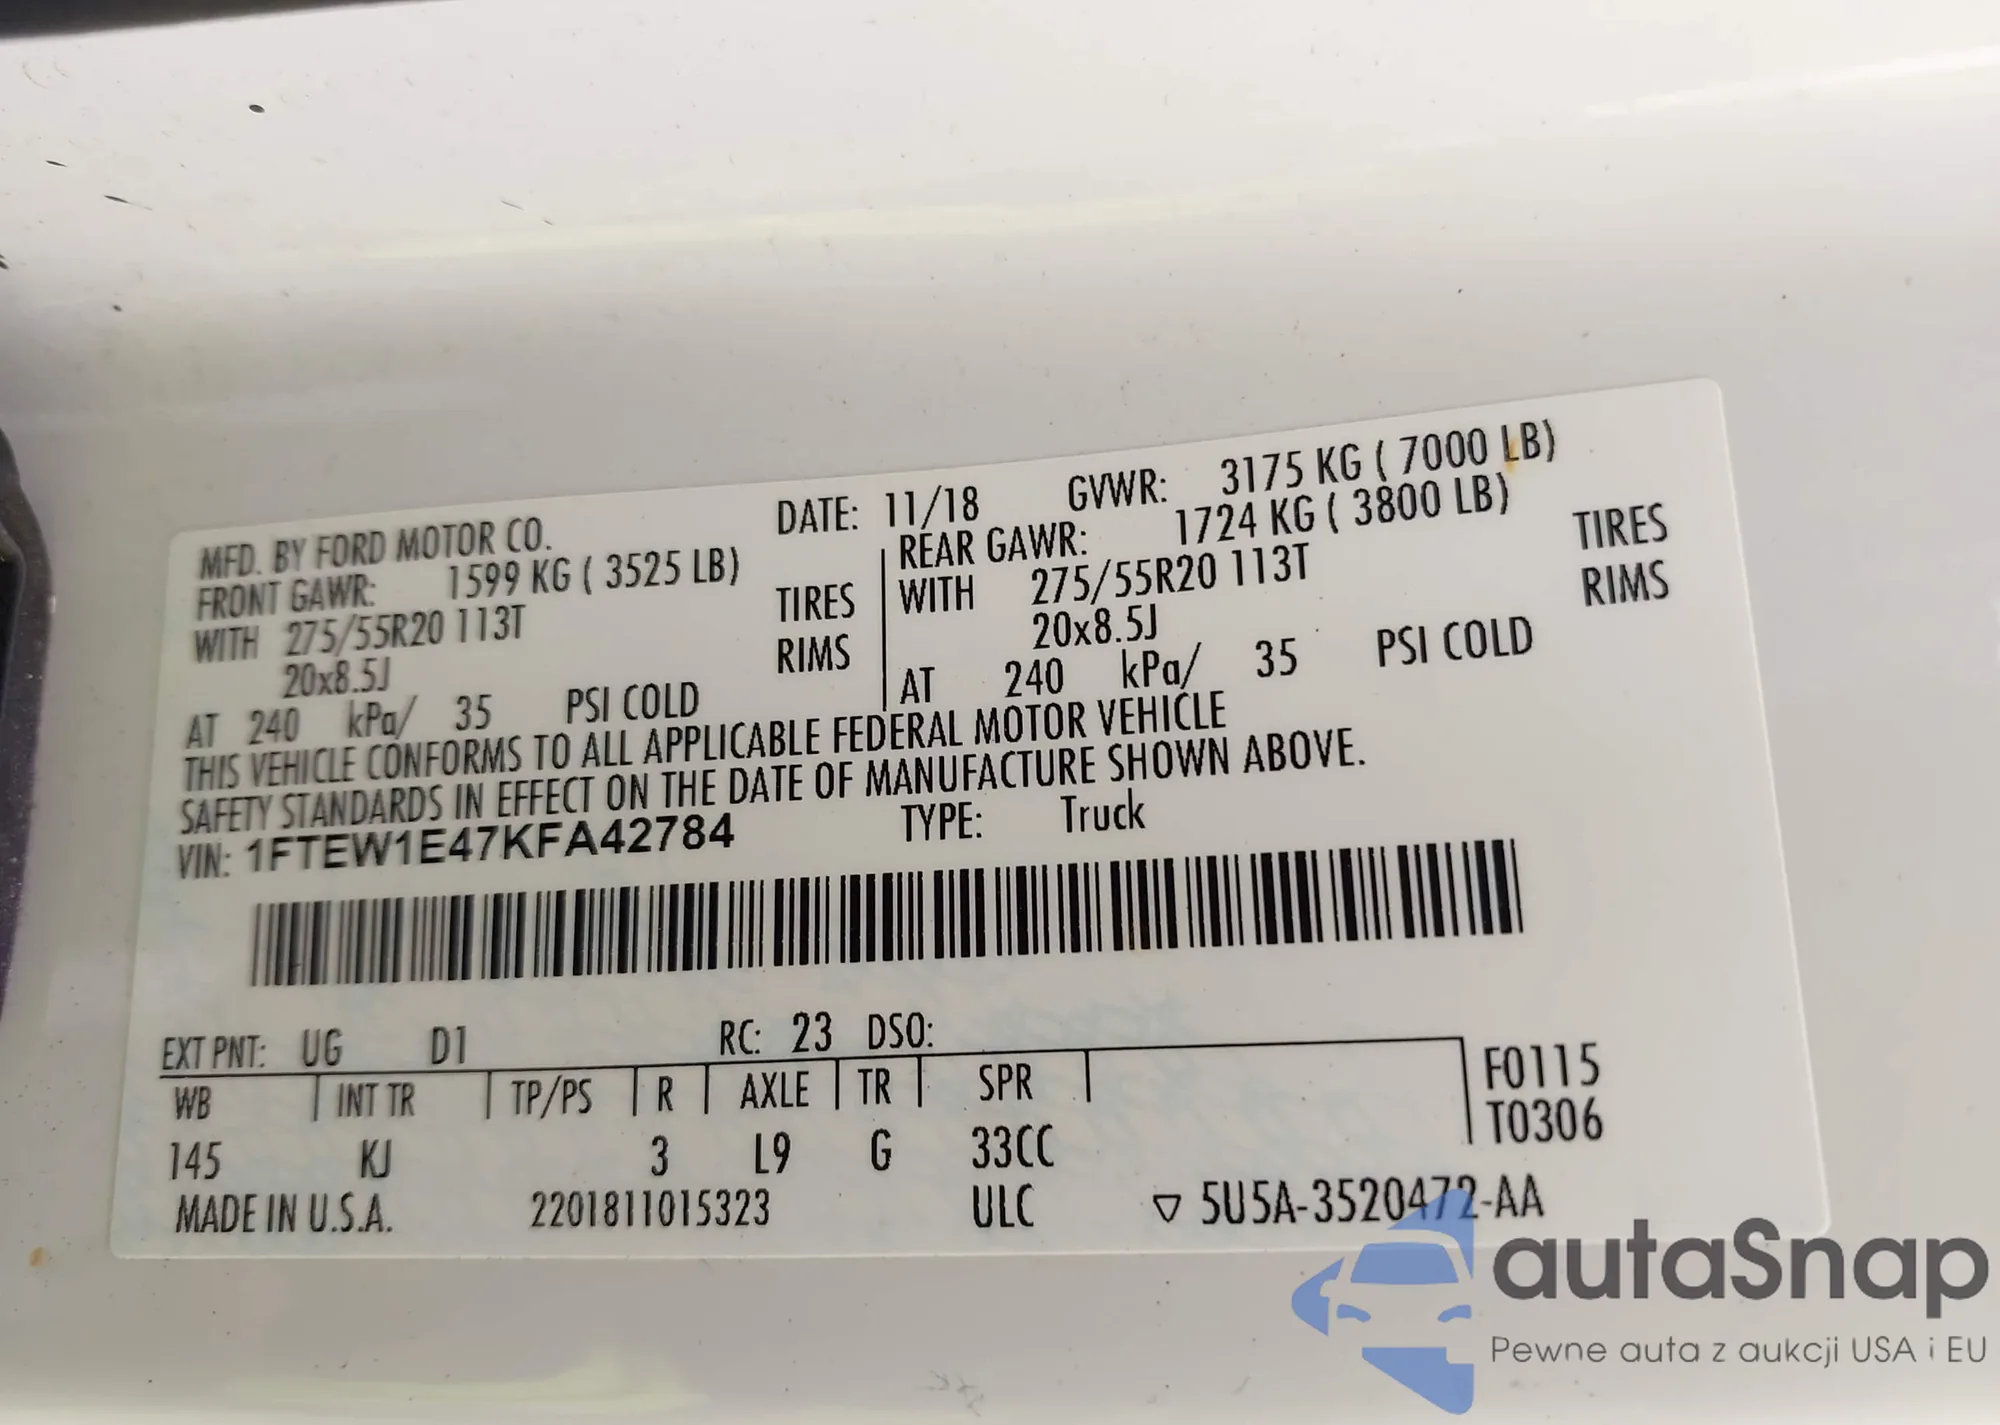 MFD. BY FORD MOTOR CO. DATE: 11/18 GVWR: 3175 KG ( 7000 LB)
FRONT GAWR: 1599 KG ( 3525 LB) REAR GAWR: 1724 KG ( 3800 LB)
WITH 275/55R20 113T TIRES WITH 275/55R20 113T TIRES
20x8.5J RIMS 20x8.5J RIMS
AT 240 kPa/ 35 PSI COLD AT 240 kPa/ 35 PSI COLD
THIS VEHICLE CONFORMS TO ALL APPLICABLE FEDERAL MOTOR VEHICLE
SAFETY STANDARDS IN EFFECT ON THE DATE OF MANUFACTURE SHOWN ABOVE.
VIN: 1FTEW1E47KFA42784 TYPE: Truck
EXT PNT: UG D1 RC: 23 DSO:
WB INT TR TP/PS R AXLE TR SPR F0115
T0306
145 KJ 3 L9 G 33CC
MADE IN U.S.A. 2201811015323 ULC ▽ 5U5A-3520472-AA
autaSnap
Pewne auta z aukcji USA i EU